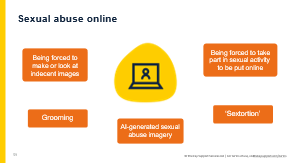 Sexual abuse online
Being forced to
make or look at
indecent images
Being forced to take
part in sexual activity
to be put online
Grooming
AI-generated sexual
abuse imagery
'Sextortion'